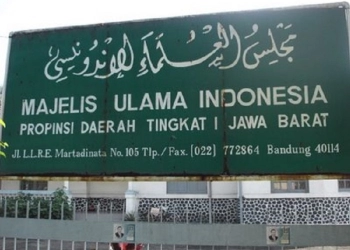 مجلس العلماء الإندونيسي
MAJELIS ULAMA INDONESIA
PROPINSI DAERAH TINGKAT I JAWA BARAT
Jl. L.L.R.E. Martadinata No. 105 Tlp./Fax. (022) 772864 Bandung 40114